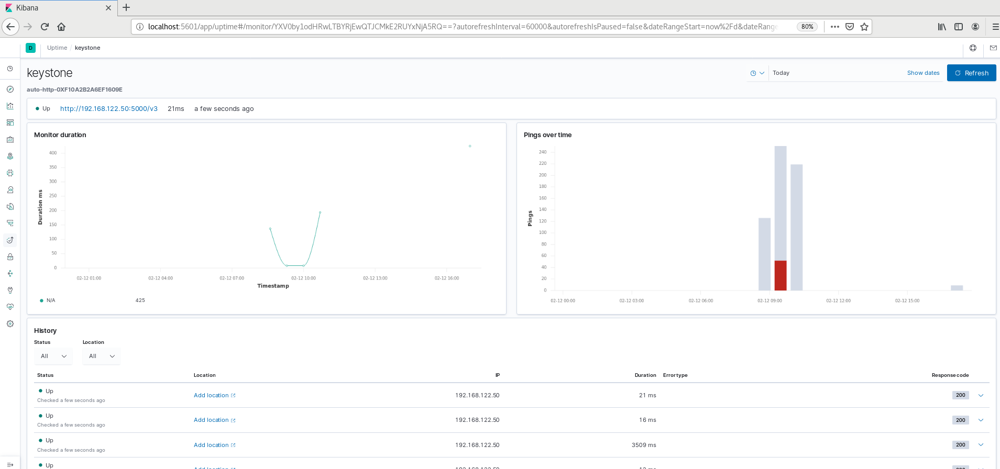 Kibana
localhost:5601/app/uptime#/monitor/YXV0by1odHRwLTBYRjEwQTJCMkE2RUYxNjA5RQ==?autorefreshInterval=60000&autorefreshIsPaused=false&dateRangeStart=now%2Fd&dateRange
80%
D
Uptime / keystone
keystone
Today
Show dates
Refresh
auto-http-0XF10A2B2A6EF1609E
Up
http://192.168.122.50:5000/v3
21ms
a few seconds ago
Monitor duration
400
350
300
250
200
150
100
50
0
Duration ms
02-12 01:00
02-12 04:00
02-12 07:00
02-12 10:00
02-12 13:00
02-12 16:00
Timestamp
N/A
425
Pings over time
240
220
200
180
160
140
120
100
80
60
40
20
0
Pings
02-12 00:00
02-12 03:00
02-12 06:00
02-12 09:00
02-12 12:00
02-12 15:00
History
Status
Location
All
All
Status Location IP Duration Error type Response code
Up
Checked a few seconds ago
Add location
192.168.122.50
21 ms
200
Up
Checked a few seconds ago
Add location
192.168.122.50
16 ms
200
Up
Checked a few seconds ago
Add location
192.168.122.50
3509 ms
200
Up
Add location
192.168.122.50